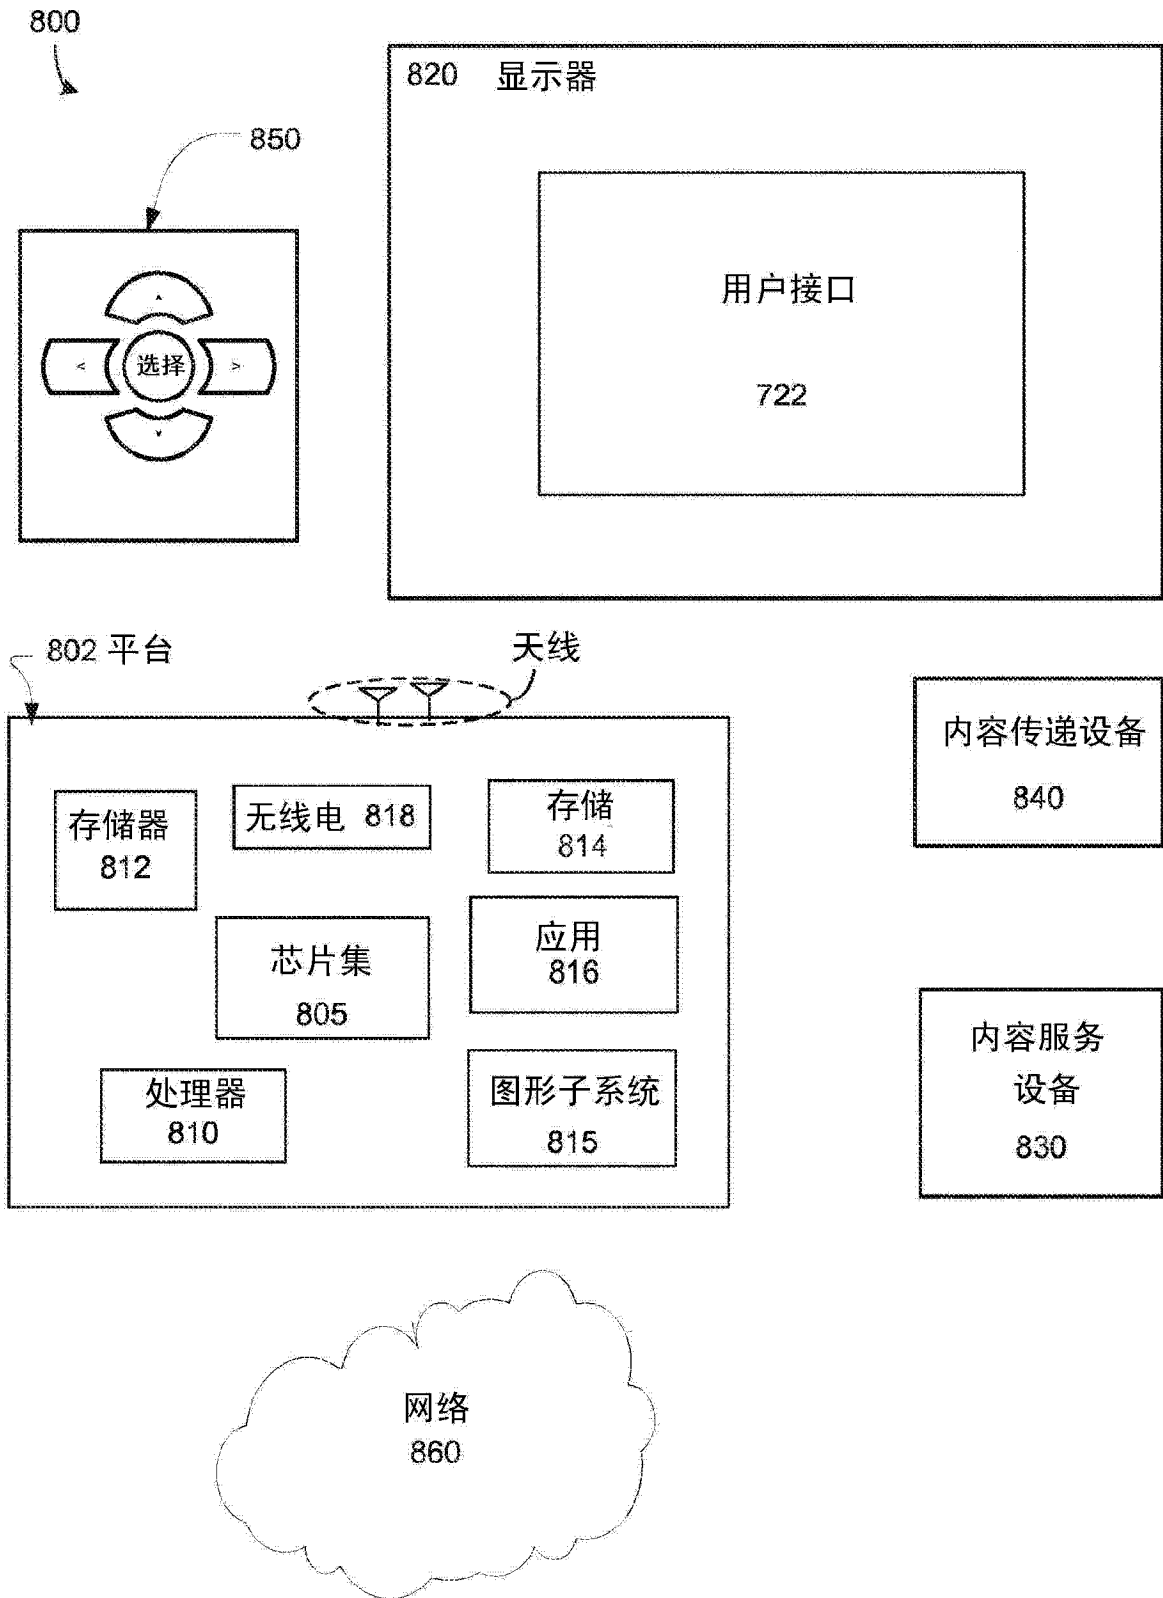 800
820 显示器
850
用户接口
722
<
选择
>
802 平台
天线
内容传递设备
840
存储器
812
无线电 818
存储
814
芯片集
805
应用
816
内容服务
设备
830
处理器
810
图形子系统
815
网络
860